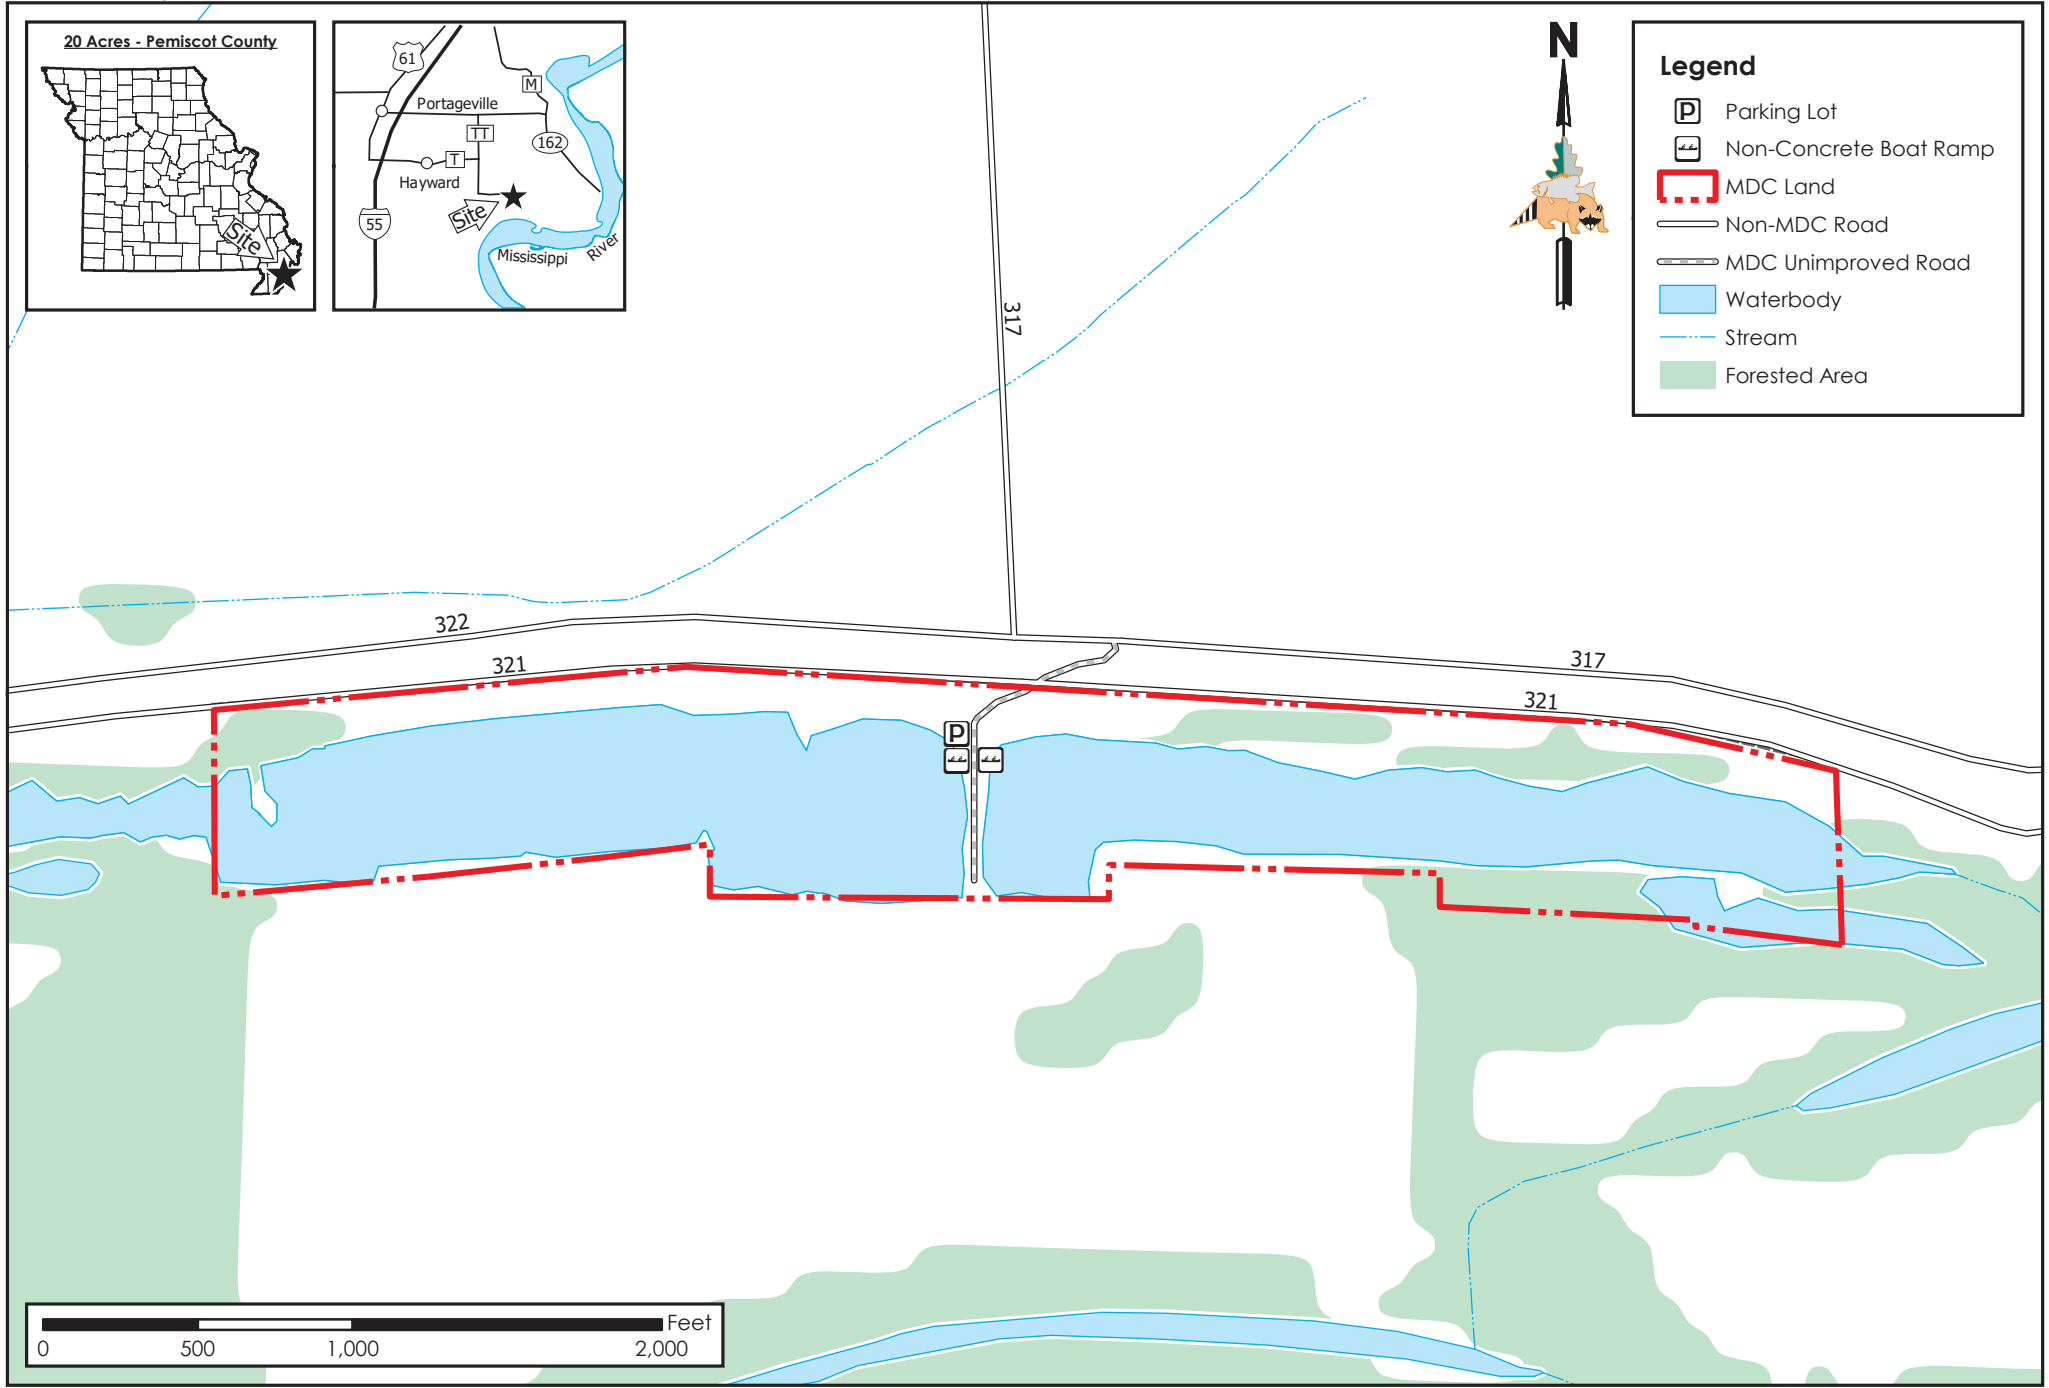 20 Acres - Pemiscot County
Site
61
M
Portageville
TT
162
T
Hayward
Site
55
Mississippi
River
N
Legend
P Parking Lot
Non-Concrete Boat Ramp
MDC Land
Non-MDC Road
MDC Unimproved Road
Waterbody
Stream
Forested Area
317
322
321
317
321
P
Feet
0 500 1,000 2,000